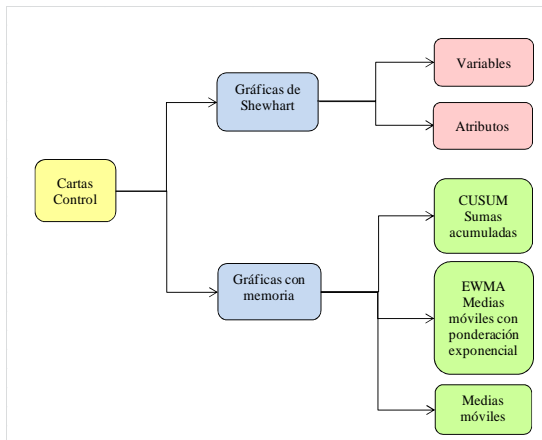 Cartas
Control
Gráficas de
Shewhart
Variables
Atributos
Gráficas con
memoria
CUSUM
Sumas
acumuladas
EWMA
Medias
móviles con
ponderación
exponencial
Medias
móviles